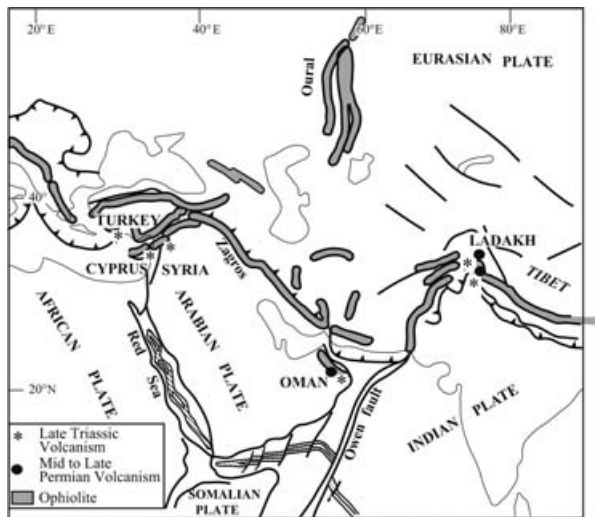 20°E 40°E 60°E 80°E
Oural
EURASIAN PLATE
40°
TURKEY
LADAKH
CYPRUS SYRIA
Zagros
TIBET
AFRICAN PLATE
ARABIAN PLATE
Red Sea
OMAN
Owen fault
INDIAN PLATE
20°N
* Late Triassic
Volcanism
Mid to Late
Permian Volcanism
Ophiolite
SOMALIAN
PLATE